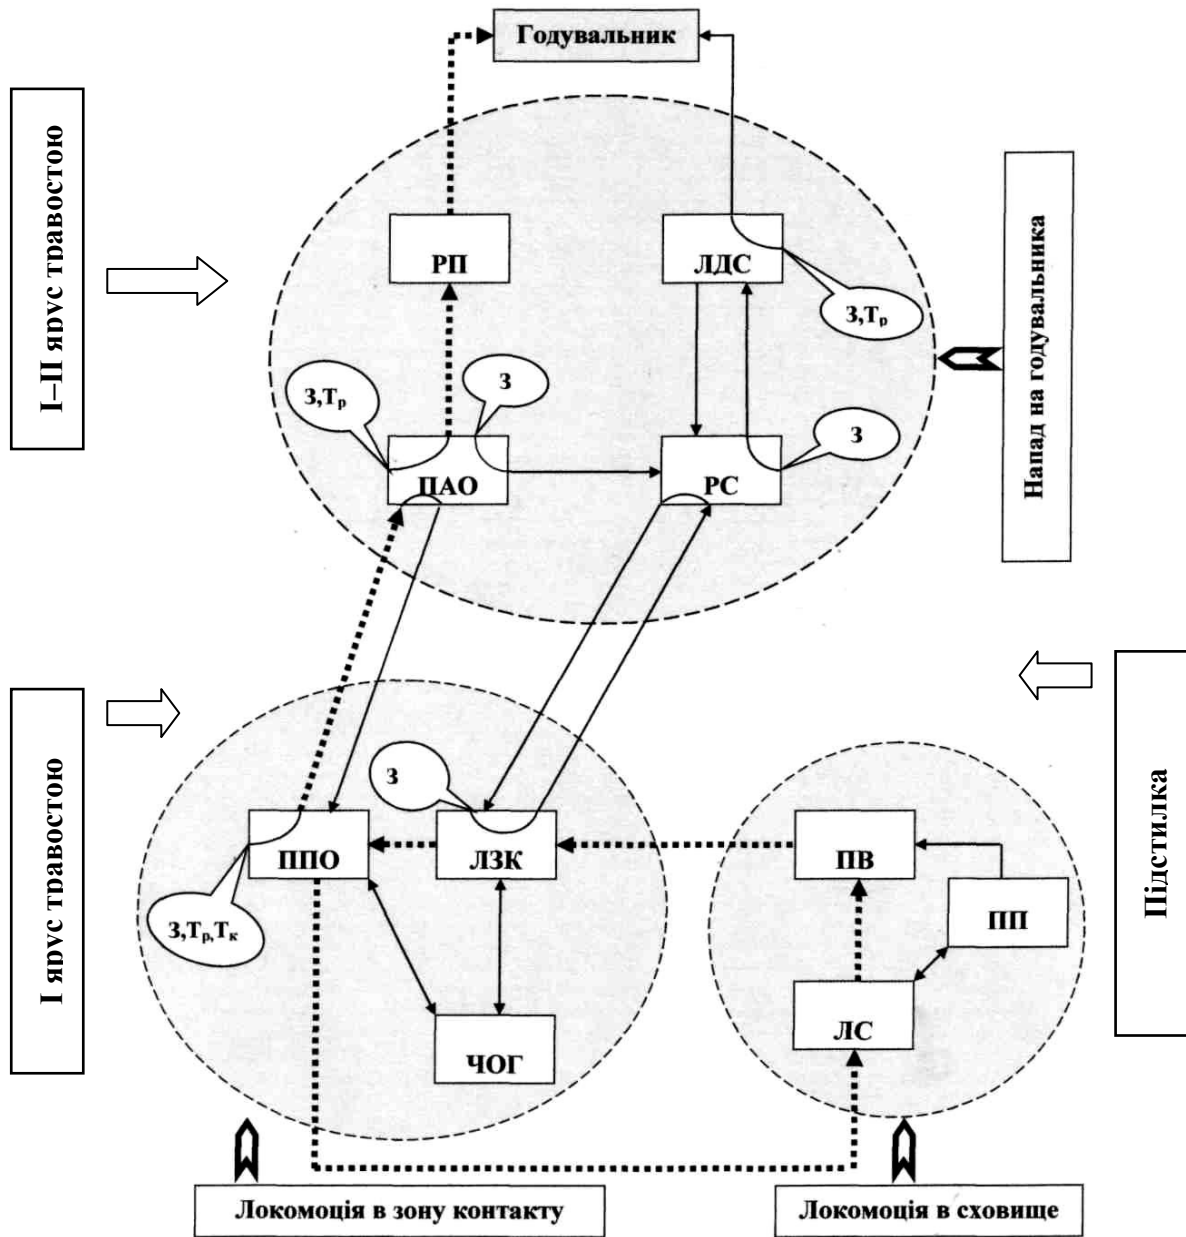 Годувальник
I–II ярус травостою
РП
ЛДС
З,Тр
Напад на годувальника
З,Тр
З
З
ПАО
РС
I ярус травостою
Підстилка
З
ППО
ЛЗК
ПВ
ПП
З,Тр,Тк
ЛС
ЧОГ
Локомоція в зону контакту
Локомоція в сховище